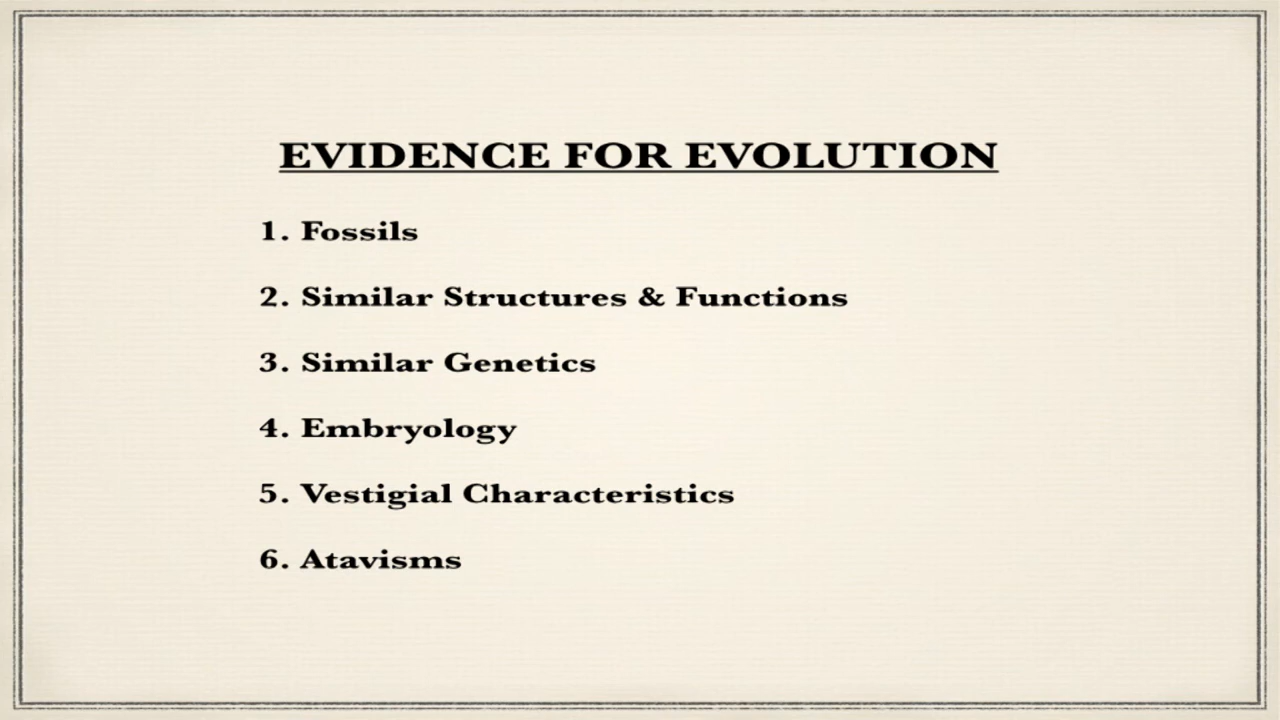 EVIDENCE FOR EVOLUTION
1. Fossils
2. Similar Structures & Functions
3. Similar Genetics
4. Embryology
5. Vestigial Characteristics
6. Atavisms